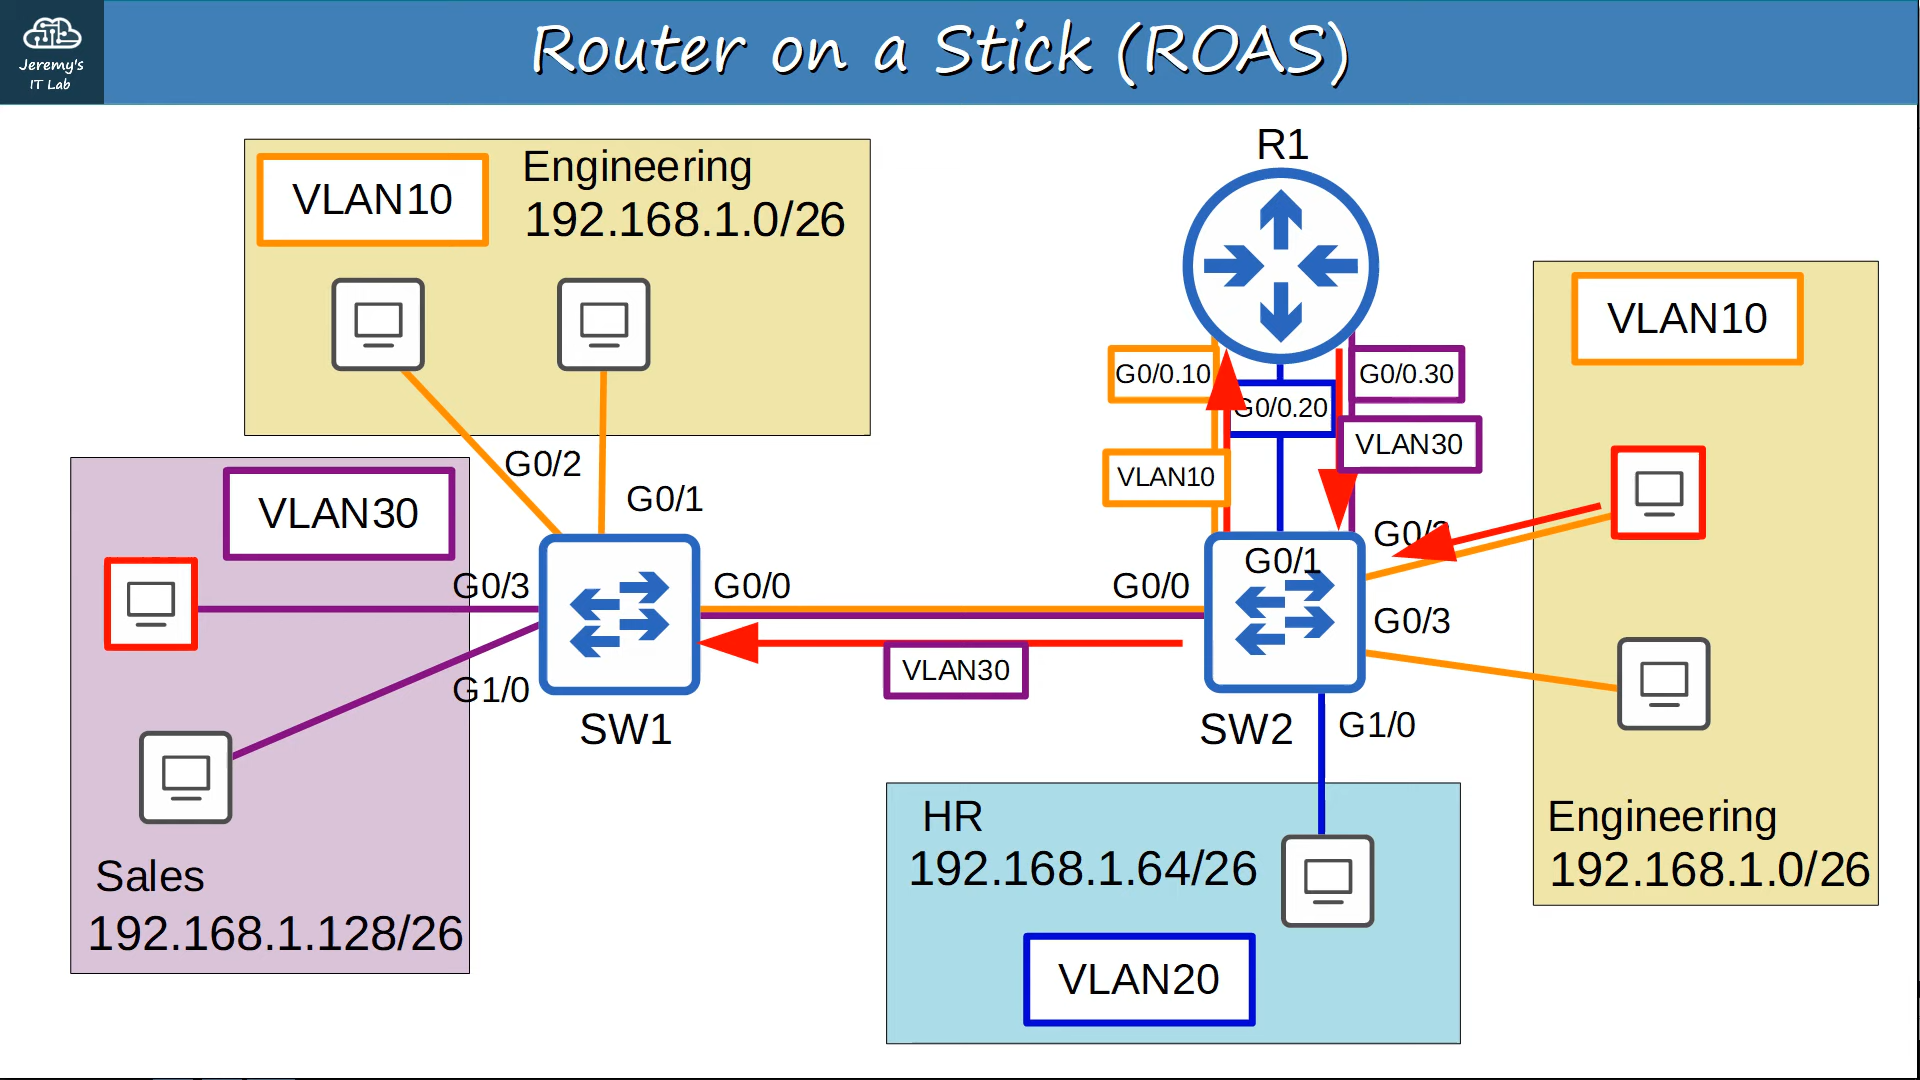 Jeremy's
IT Lab
Router on a Stick (ROAS)
R1
VLAN10
Engineering
192.168.1.0/26
VLAN10
G0/0.10
G0/0.30
G0/0.20
VLAN30
VLAN10
G0/2
G0/1
VLAN30
G0/3
G0/0
G0/0
G0/1
G0/3
VLAN30
G1/0
SW1
SW2
G1/0
HR
192.168.1.64/26
VLAN20
Sales
192.168.1.128/26
Engineering
192.168.1.0/26